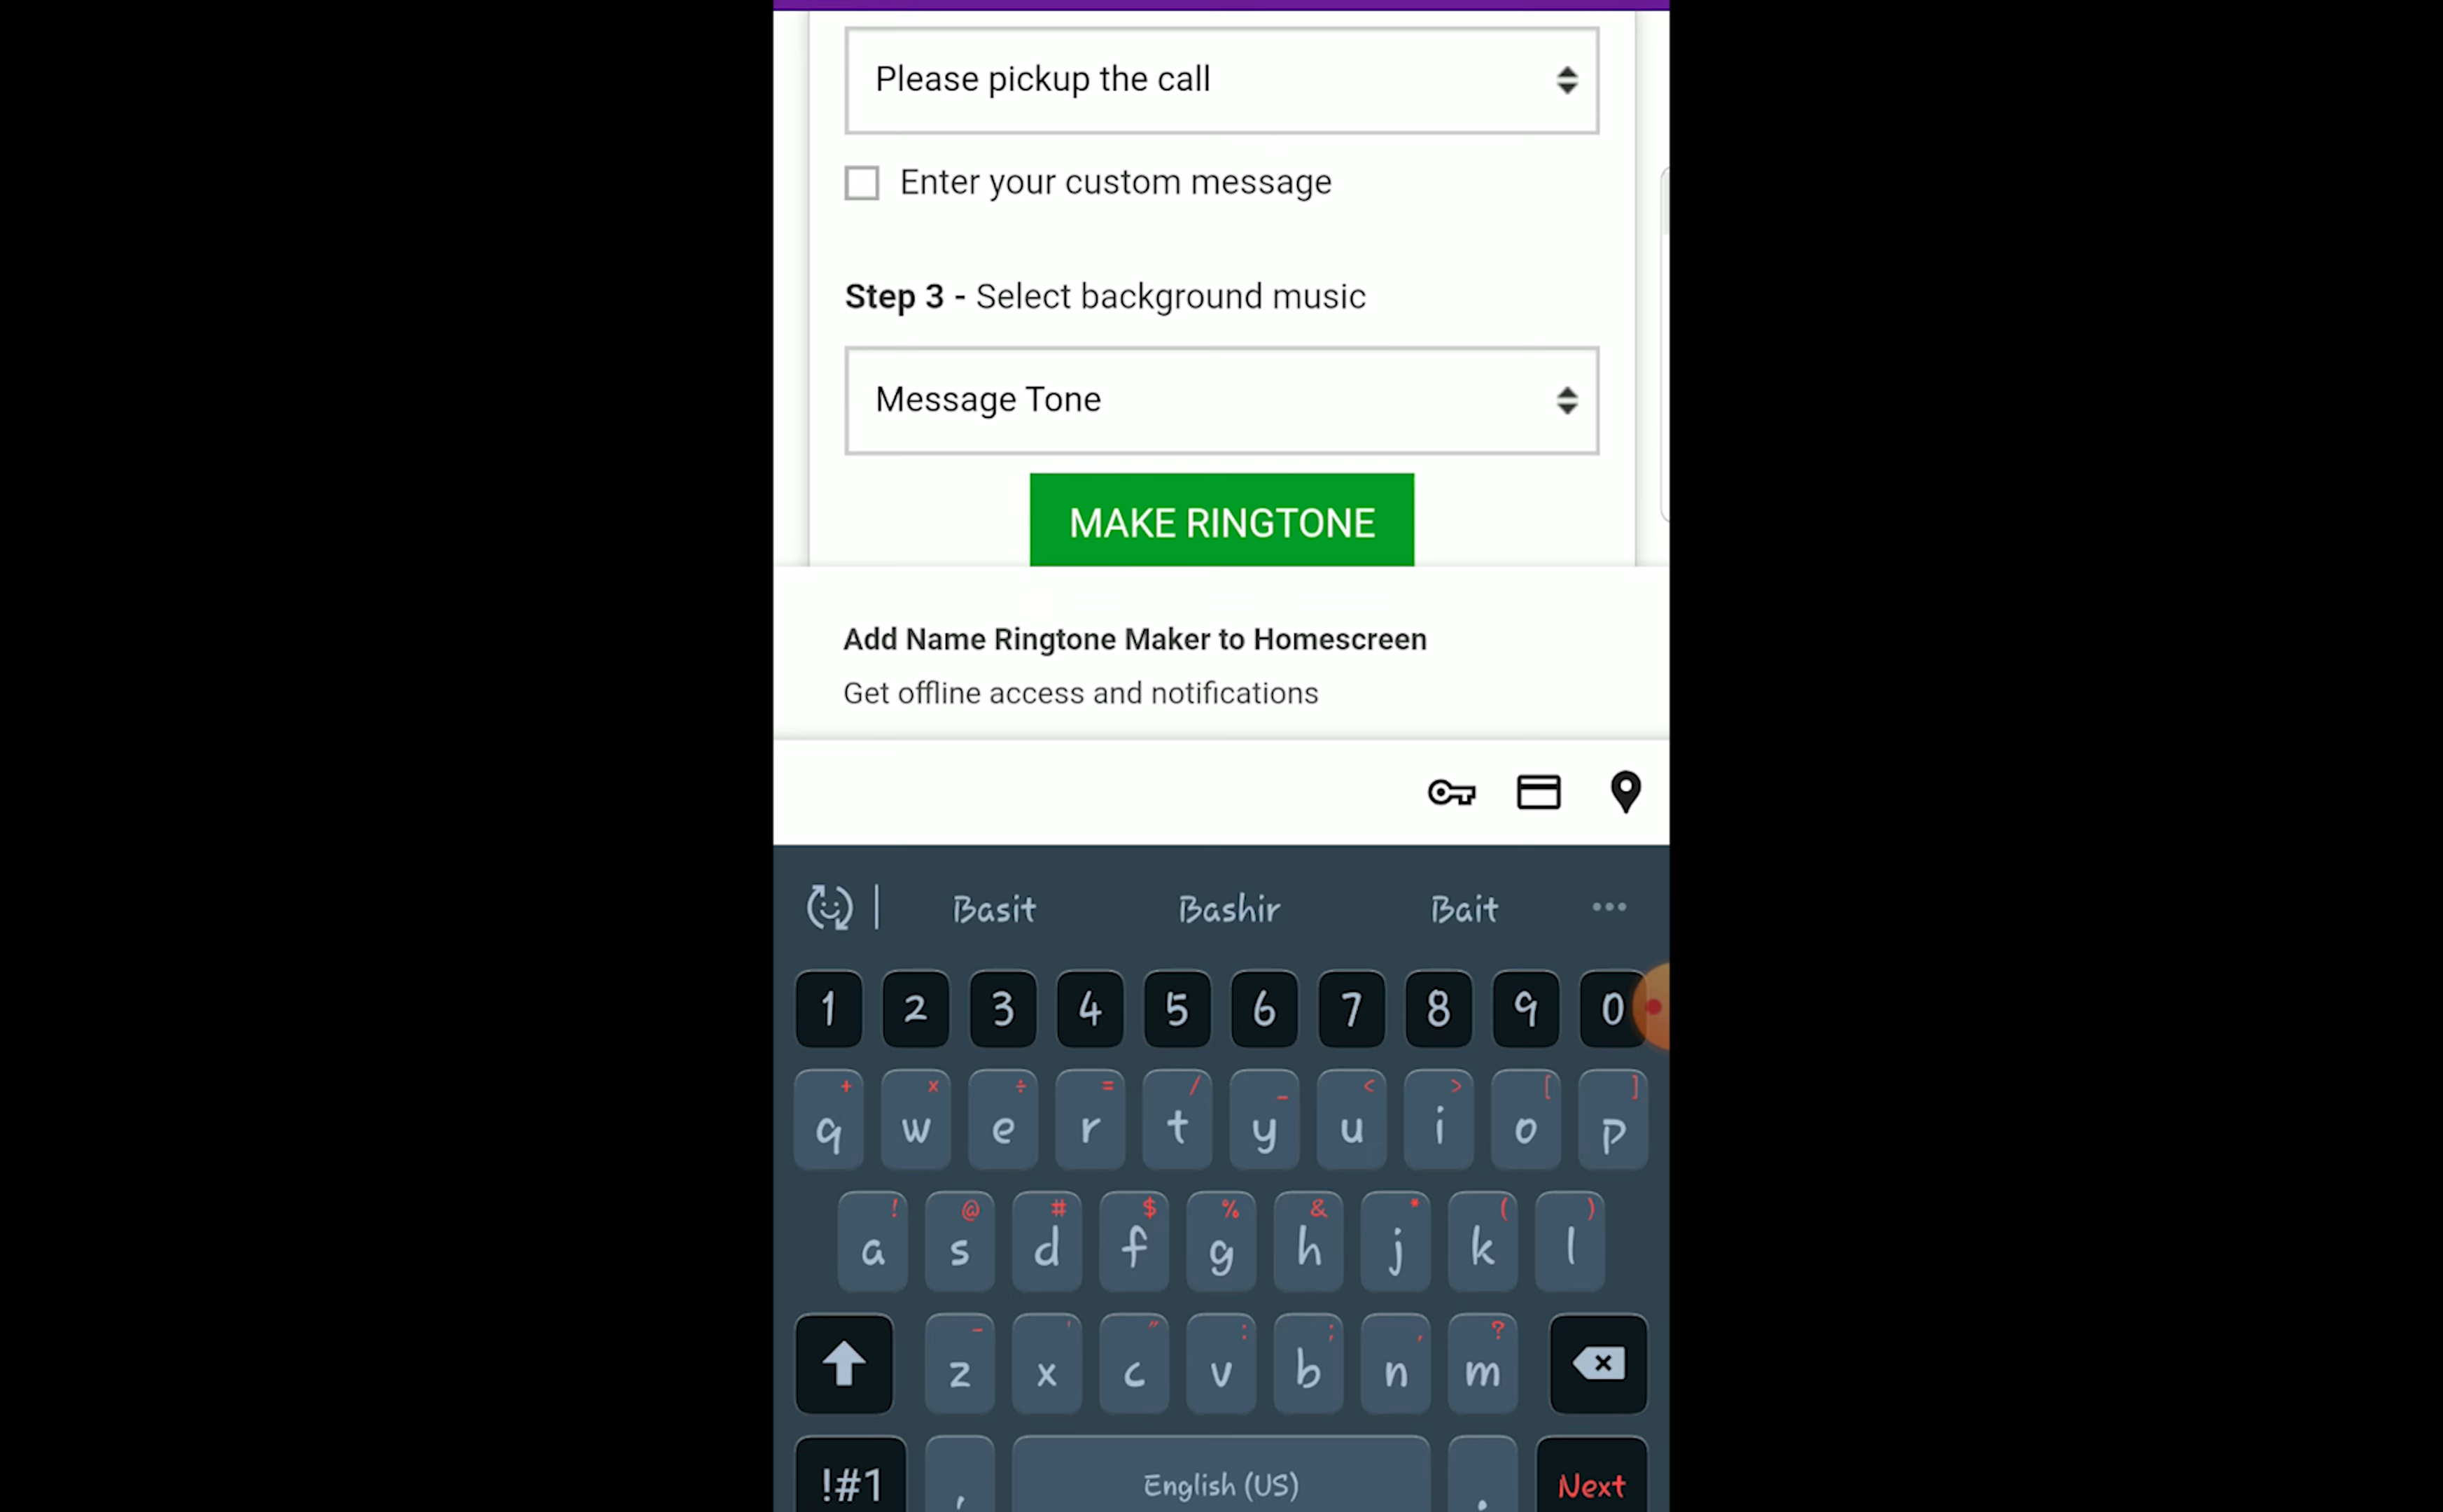 Please pickup the call
Enter your custom message
Step 3 - Select background music
Message Tone
MAKE RINGTONE
Add Name Ringtone Maker to Homescreen
Get offline access and notifications
Basit Bashir Bait ...
1 2 3 4 5 6 7 8 9 0
+ × ÷ = / _ < > [ ]
q w e r t y u i o p
! @ # $ % & * ( )
a s d f g h j k l
- ' " : ; , ?
z x c v b n m
!#1 , English (US) . Next